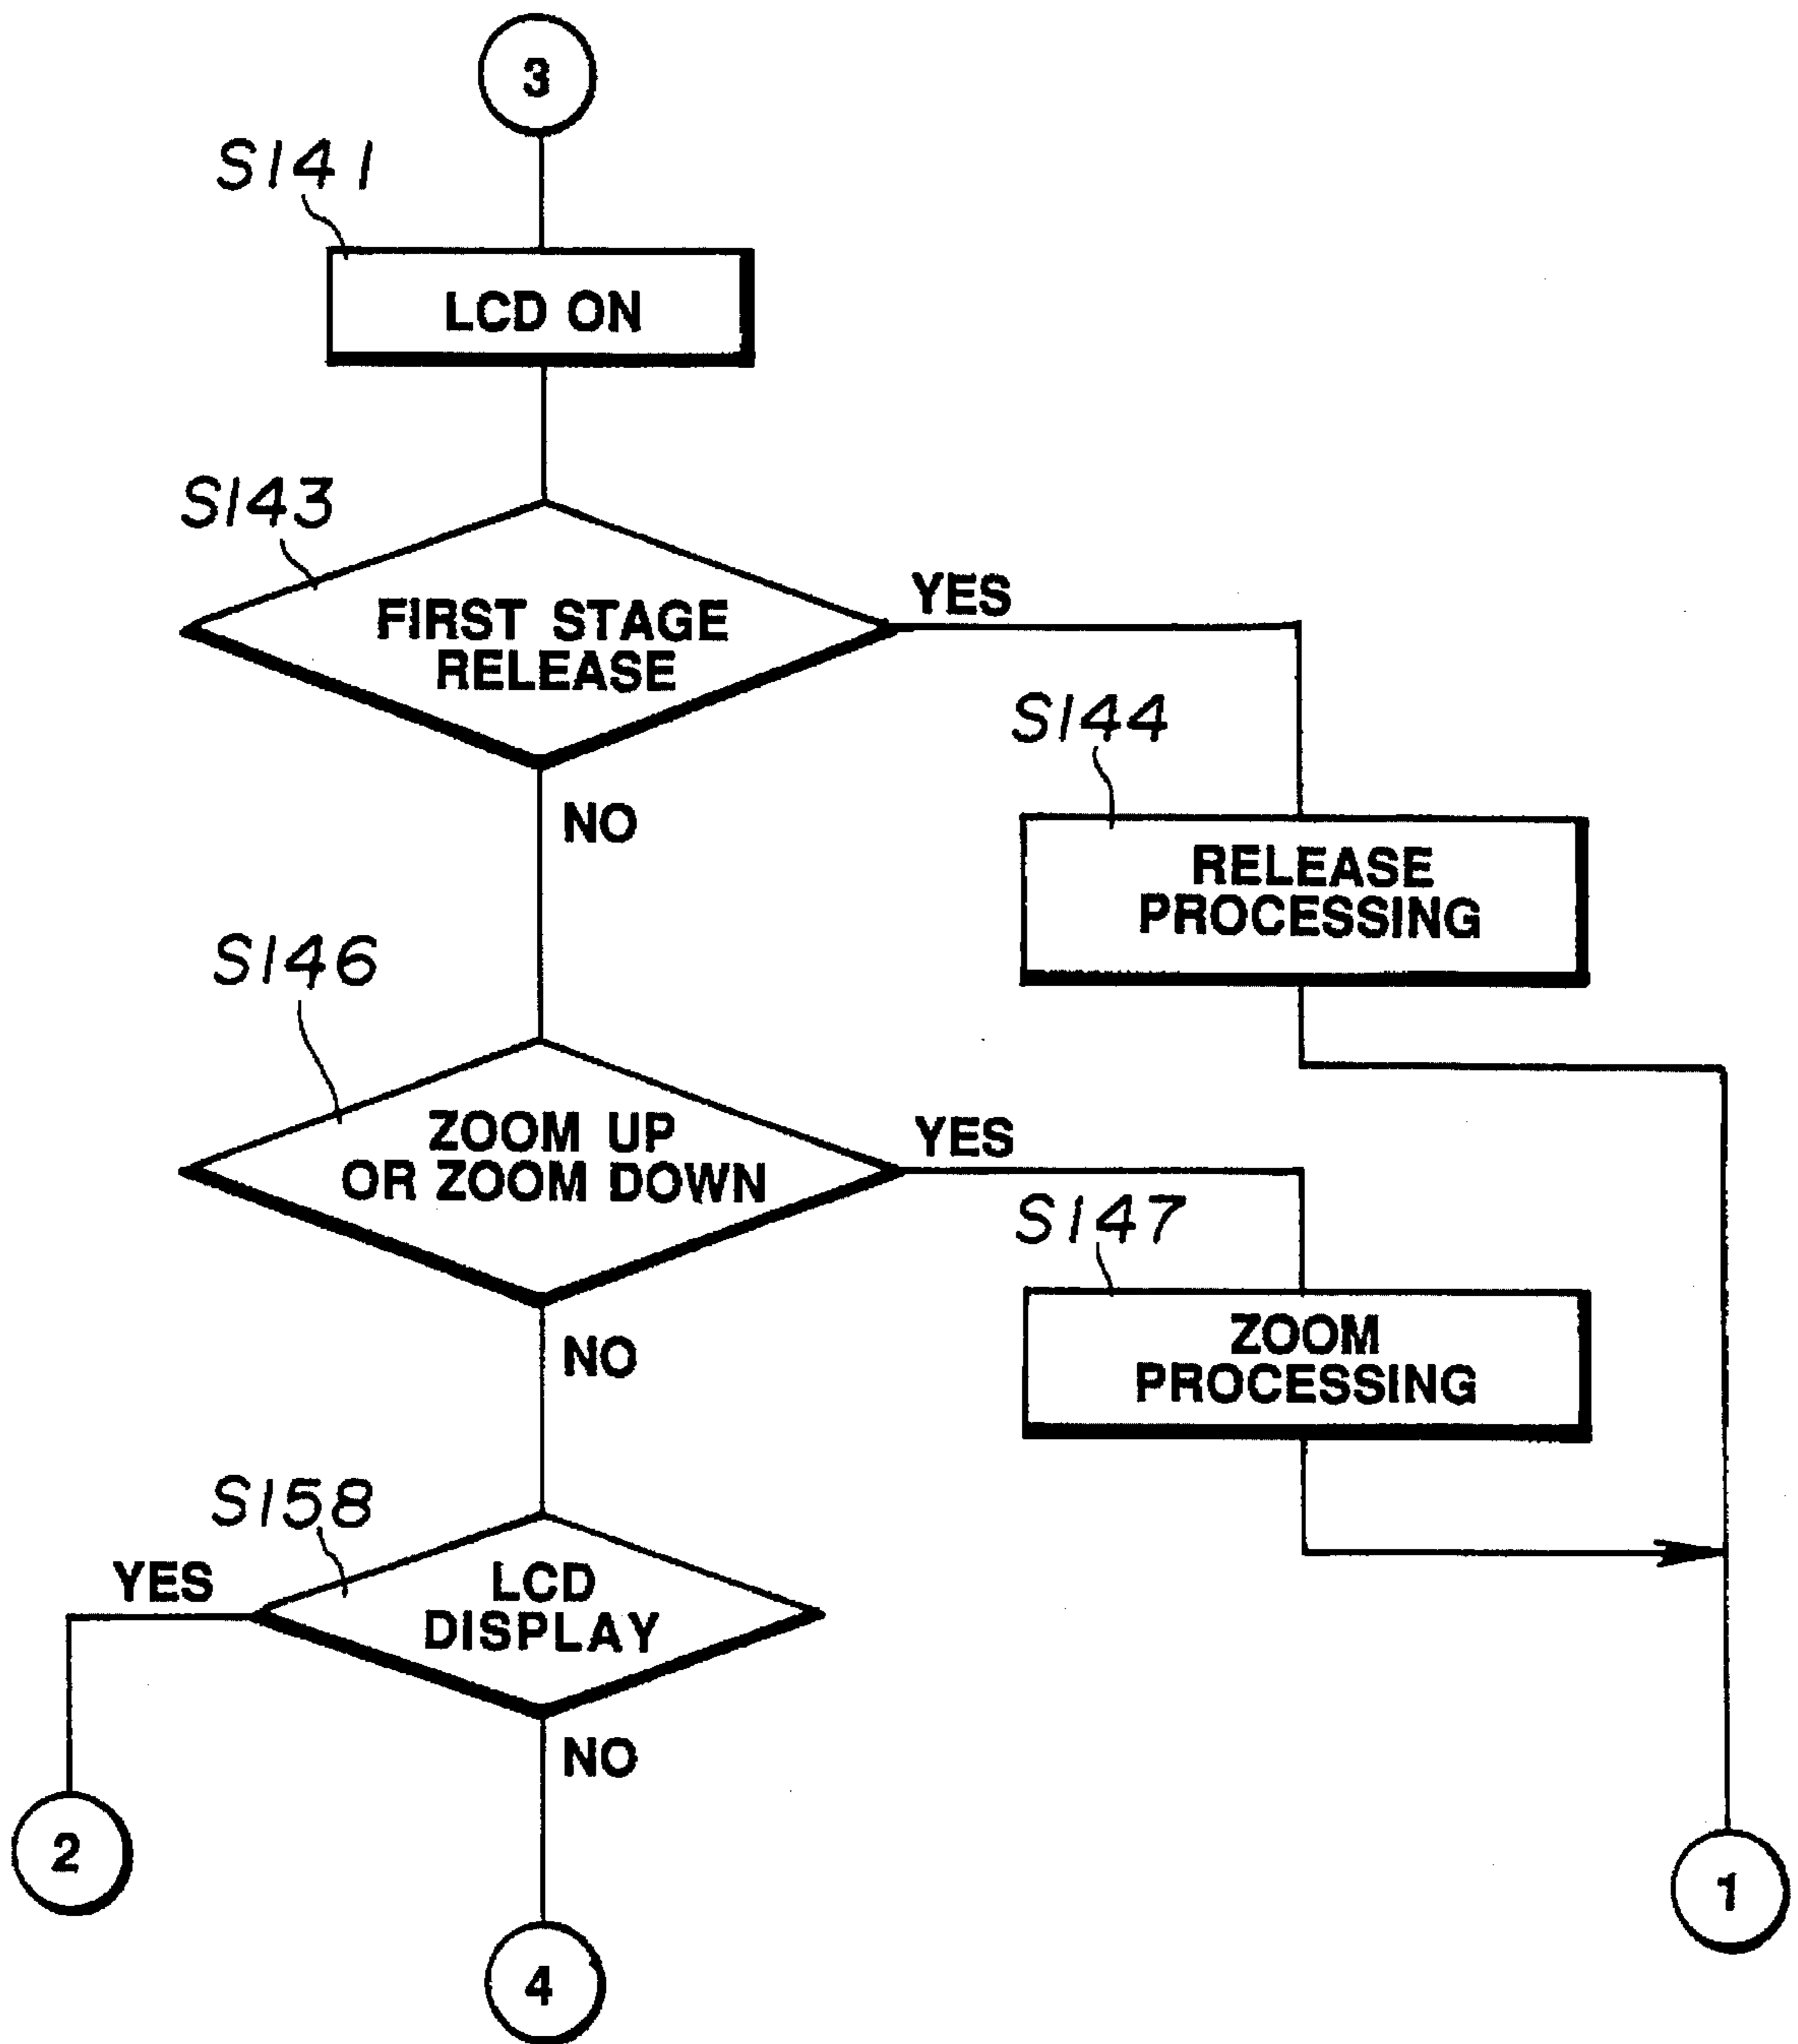 3
S141
LCD ON
S143
FIRST STAGE
RELEASE
YES
NO
S144
RELEASE
PROCESSING
S146
ZOOM UP
OR ZOOM DOWN
YES
NO
S147
ZOOM
PROCESSING
S158
YES
LCD
DISPLAY
NO
2
1
4